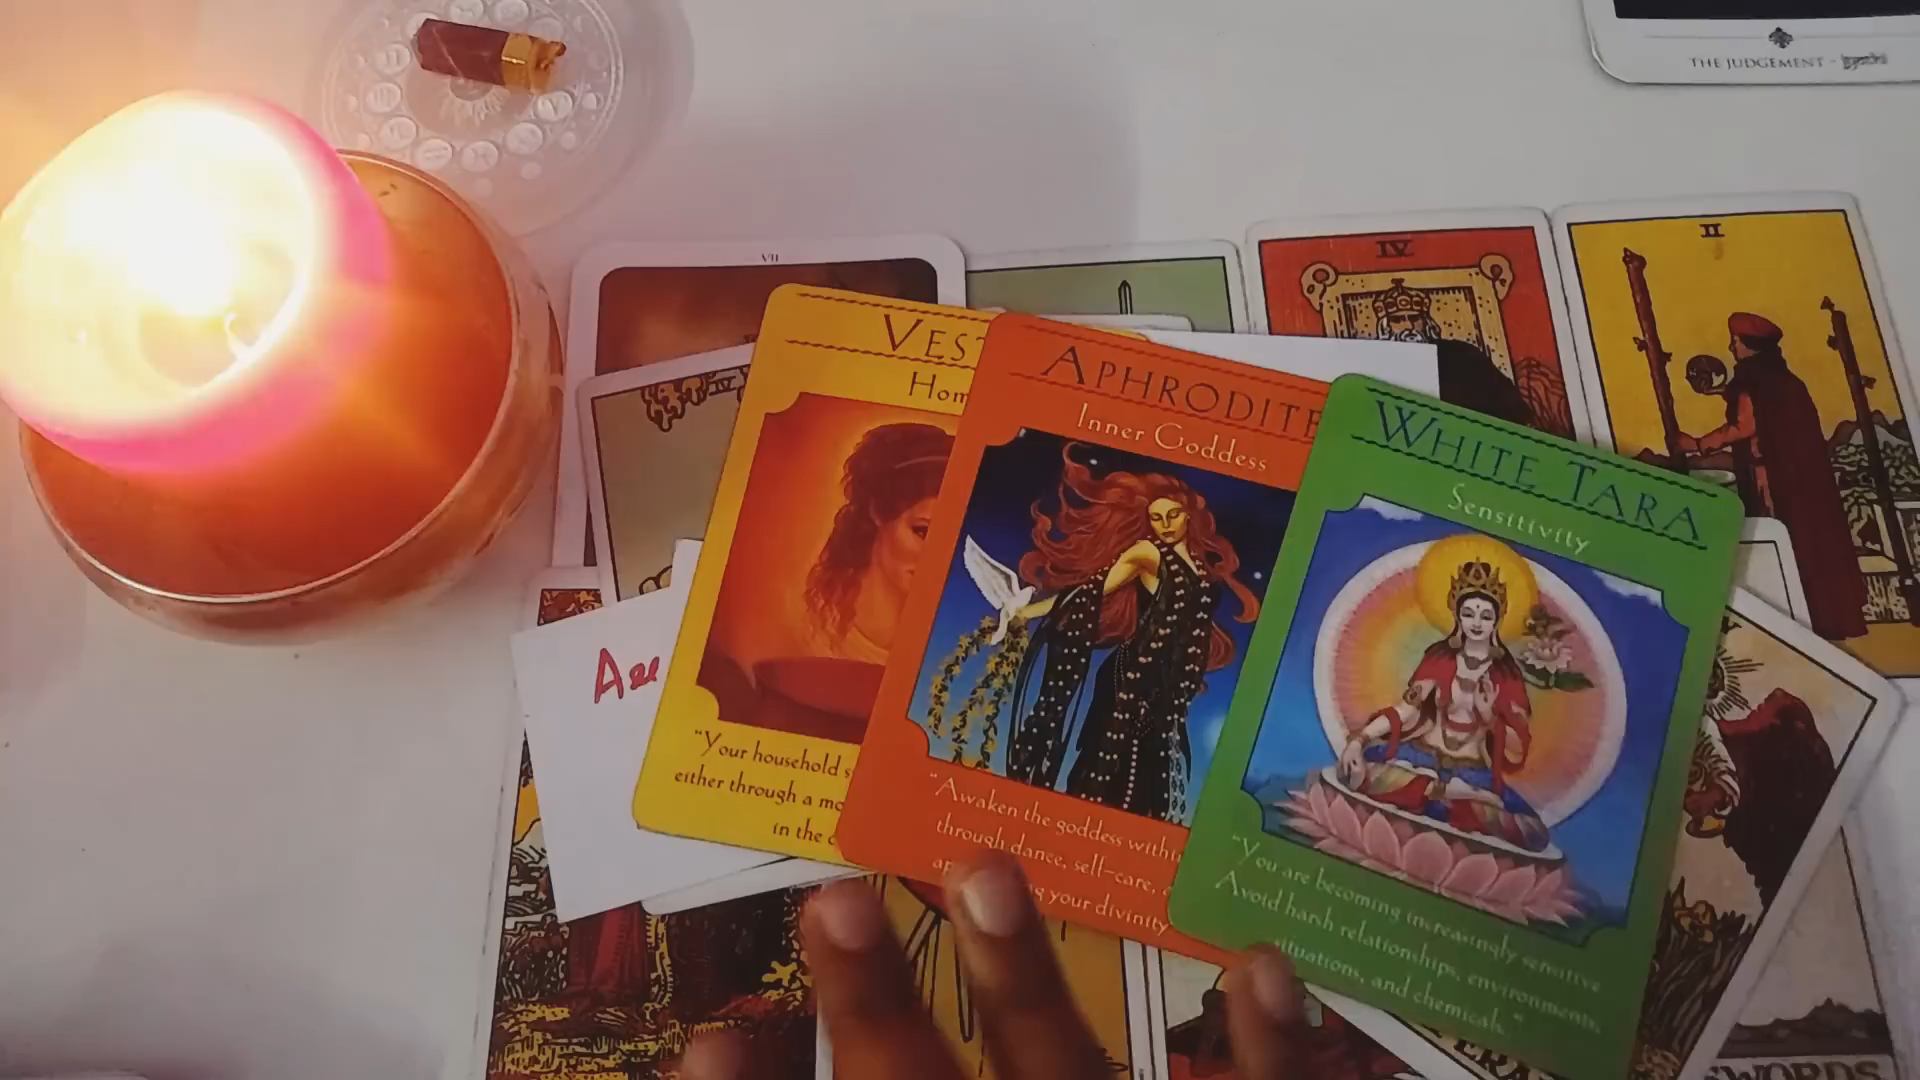 THE JUDGEMENT -
VII
IV
II
IV
VEST
Hom
APHRODITE
Inner Goddess
WHITE TARA
Sensitivity
"Your household s
either through a mo
in the
"Awaken the goddess within
through dance, self-care,
your divinity
"You are becoming increasingly sensitive
Avoid harsh relationships, environments,
situations, and chemicals."
SWORDS